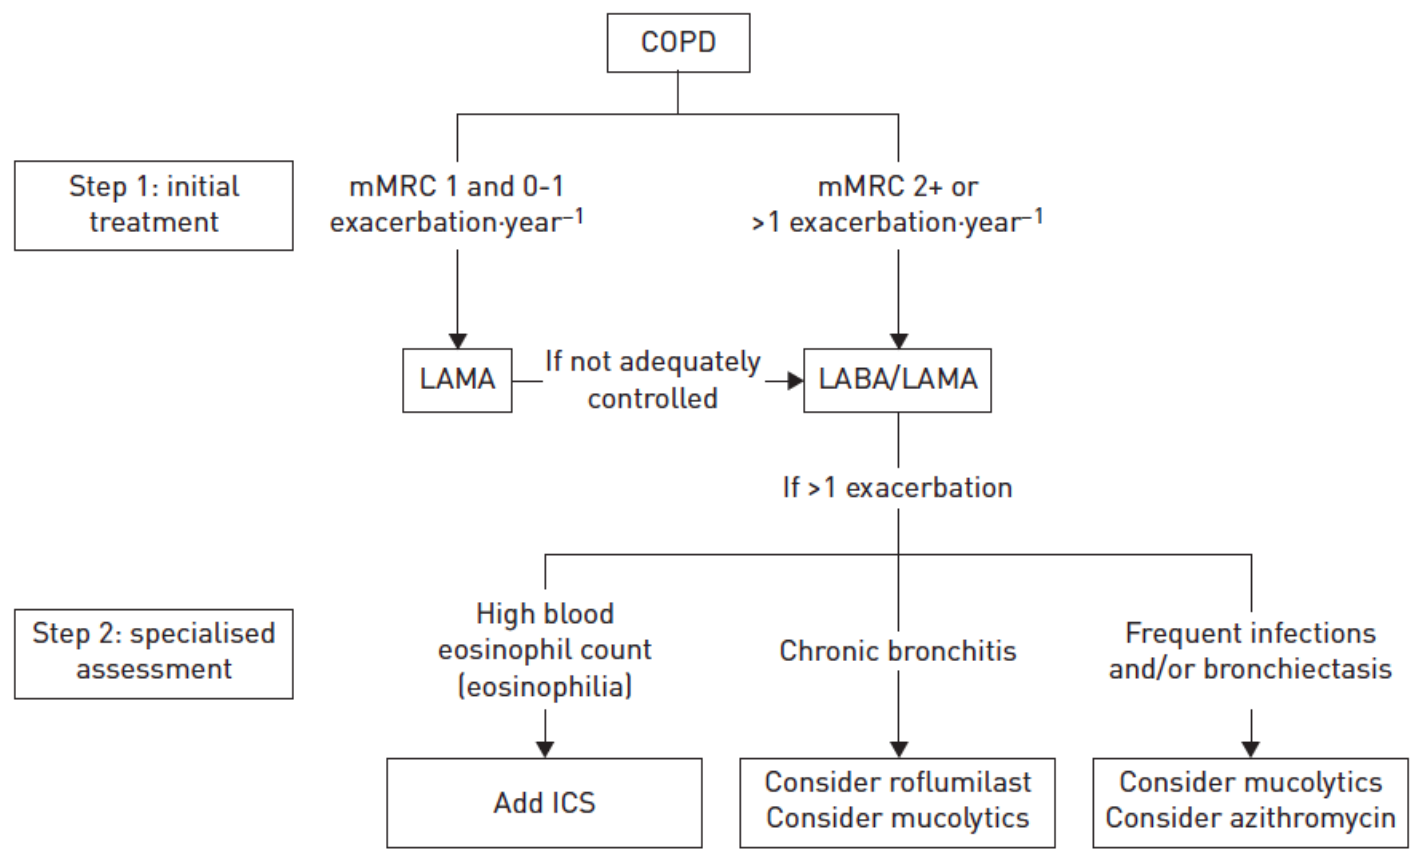 COPD
Step 1: initial
treatment
mMRC 1 and 0-1
exacerbation·year⁻¹
mMRC 2+ or
>1 exacerbation·year⁻¹
LAMA
If not adequately
controlled
LABA/LAMA
If >1 exacerbation
Step 2: specialised
assessment
High blood
eosinophil count
(eosinophilia)
Chronic bronchitis
Frequent infections
and/or bronchiectasis
Add ICS
Consider roflumilast
Consider mucolytics
Consider mucolytics
Consider azithromycin